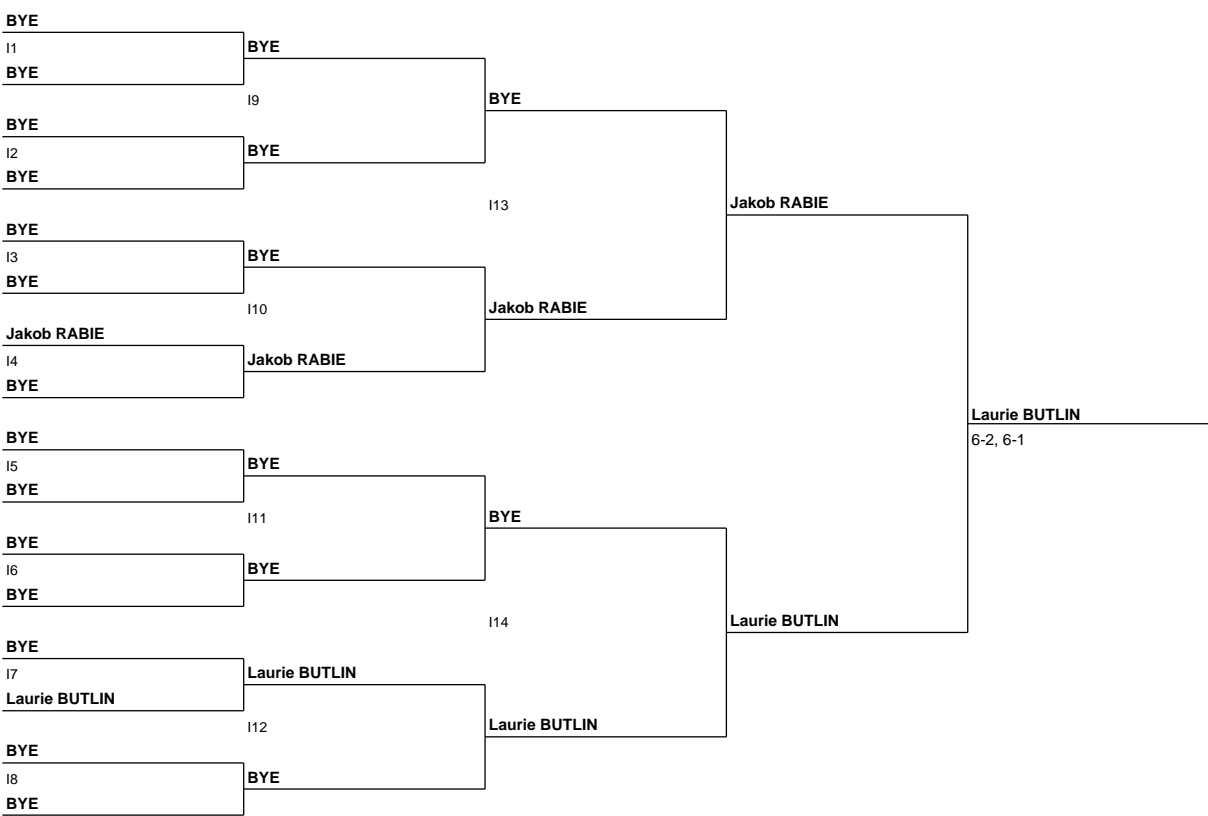 BYE
I1
BYE
BYE
I9
BYE
BYE
I2
BYE
BYE
I13
Jakob RABIE
BYE
I3
BYE
BYE
I10
Jakob RABIE
Jakob RABIE
I4
Jakob RABIE
BYE
Laurie BUTLIN
6-2, 6-1
BYE
I5
BYE
BYE
I11
BYE
BYE
I6
BYE
BYE
I14
Laurie BUTLIN
BYE
I7
Laurie BUTLIN
Laurie BUTLIN
I12
Laurie BUTLIN
BYE
I8
BYE
BYE